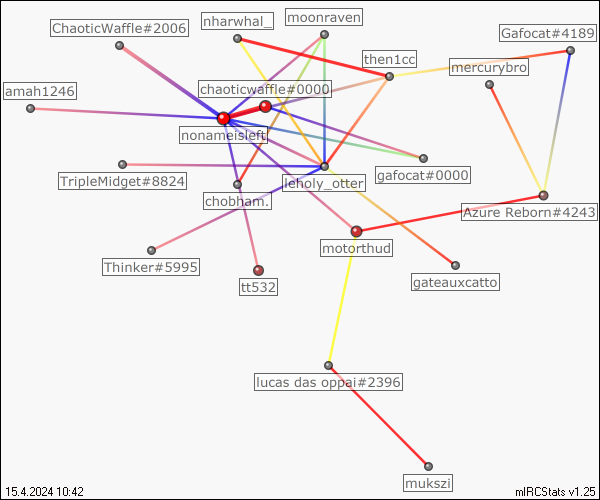 nharwhal_
moonraven
ChaoticWaffle#2006
Gafocat#4189
then1cc
mercurybro
chaoticwaffle#0000
amah1246
nonameisleft
gafocat#0000
TripleMidget#8824
leholy_otter
chobham.
Azure Reborn#4243
motorthud
Thinker#5995
gateauxcatto
tt532
lucas das oppai#2396
mukszi
15.4.2024 10:42
mIRCStats v1.25